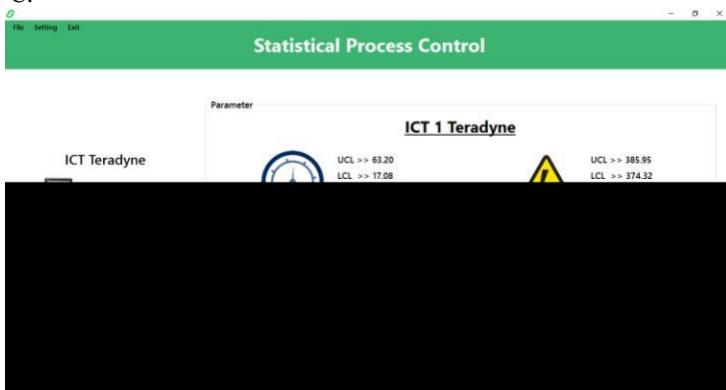 C.
File Setting Exit
Statistical Process Control
Parameter
ICT 1 Teradyne
ICT Teradyne
UCL >> 63.20
LCL >> 17.08
UCL >> 385.95
LCL >> 374.32